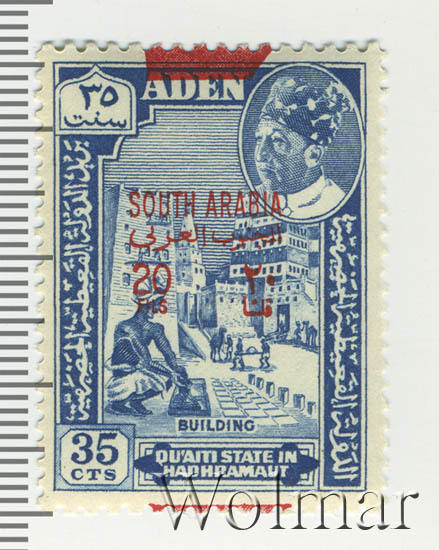 ٣٥
سنت
ADEN
SOUTH ARABIA
الجنوب العربي
20
٢٠
FILS
فلسا
BUILDING
35
CTS
QU'AITI STATE IN
HADHRAMAUT
Wolmar